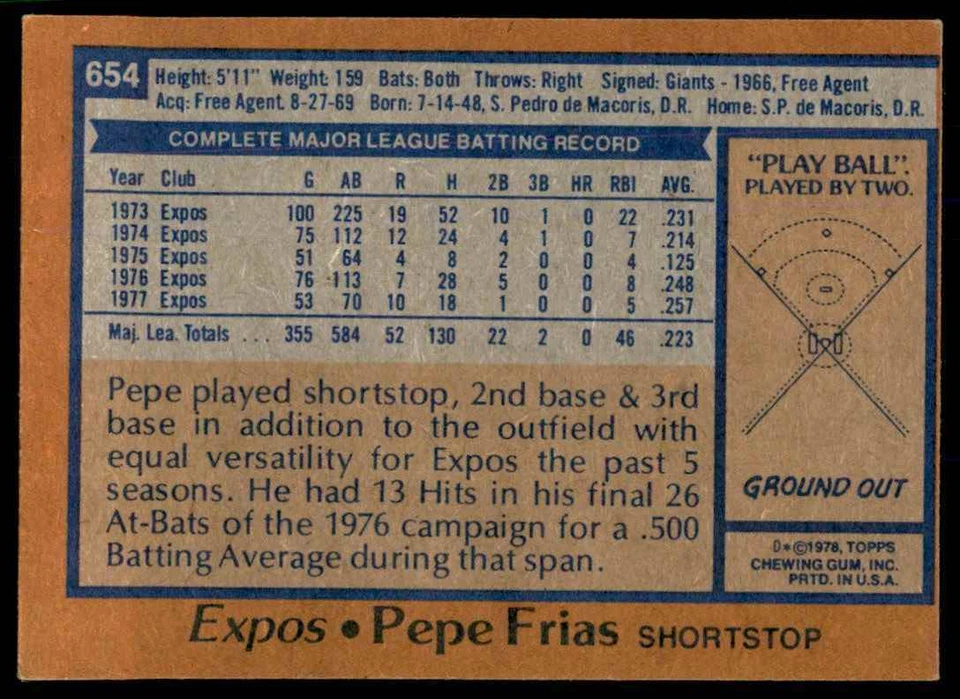 654
Height: 5'11" Weight: 159 Bats: Both Throws: Right Signed: Giants - 1966, Free Agent
Acq: Free Agent 8-27-69 Born: 7-14-48, S. Pedro de Macoris, D.R. Home: S.P. de Macoris, D.R.
COMPLETE MAJOR LEAGUE BATTING RECORD
Year Club G AB R H 2B 3B HR RBI AVG.
1973 Expos 100 225 19 52 10 1 0 22 .231
1974 Expos 75 112 12 24 4 1 0 7 .214
1975 Expos 51 64 4 8 2 0 0 4 .125
1976 Expos 76 113 7 28 5 0 0 8 .248
1977 Expos 53 70 10 18 1 0 0 5 .257
Maj. Lea. Totals ... 355 584 52 130 22 2 0 46 .223
Pepe played shortstop, 2nd base & 3rd
base in addition to the outfield with
equal versatility for Expos the past 5
seasons. He had 13 Hits in his final 26
At-Bats of the 1976 campaign for a .500
Batting Average during that span.
"PLAY BALL".
PLAYED BY TWO.
GROUND OUT
D*©1978, TOPPS
CHEWING GUM, INC.
PRTD. IN U.S.A.
Expos • Pepe Frias SHORTSTOP